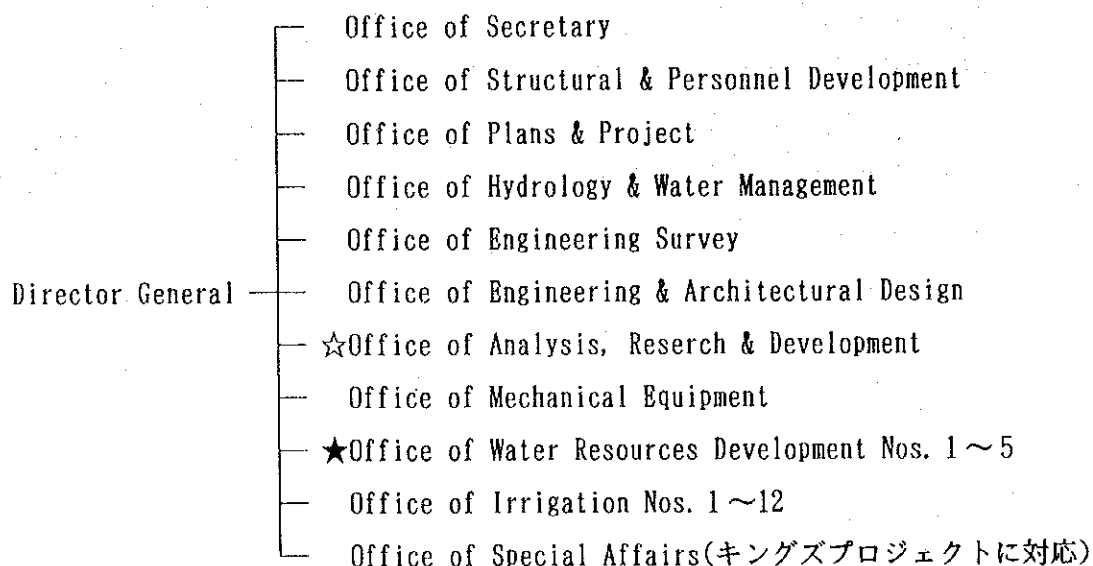 Office of Secretary
Office of Structural & Personnel Development
Office of Plans & Project
Office of Hydrology & Water Management
Office of Engineering Survey
Director General Office of Engineering & Architectural Design
☆Office of Analysis, Reserch & Development
Office of Mechanical Equipment
★Office of Water Resources Development Nos. 1～5
Office of Irrigation Nos. 1～12
Office of Special Affairs(キングズプロジェクトに対応)